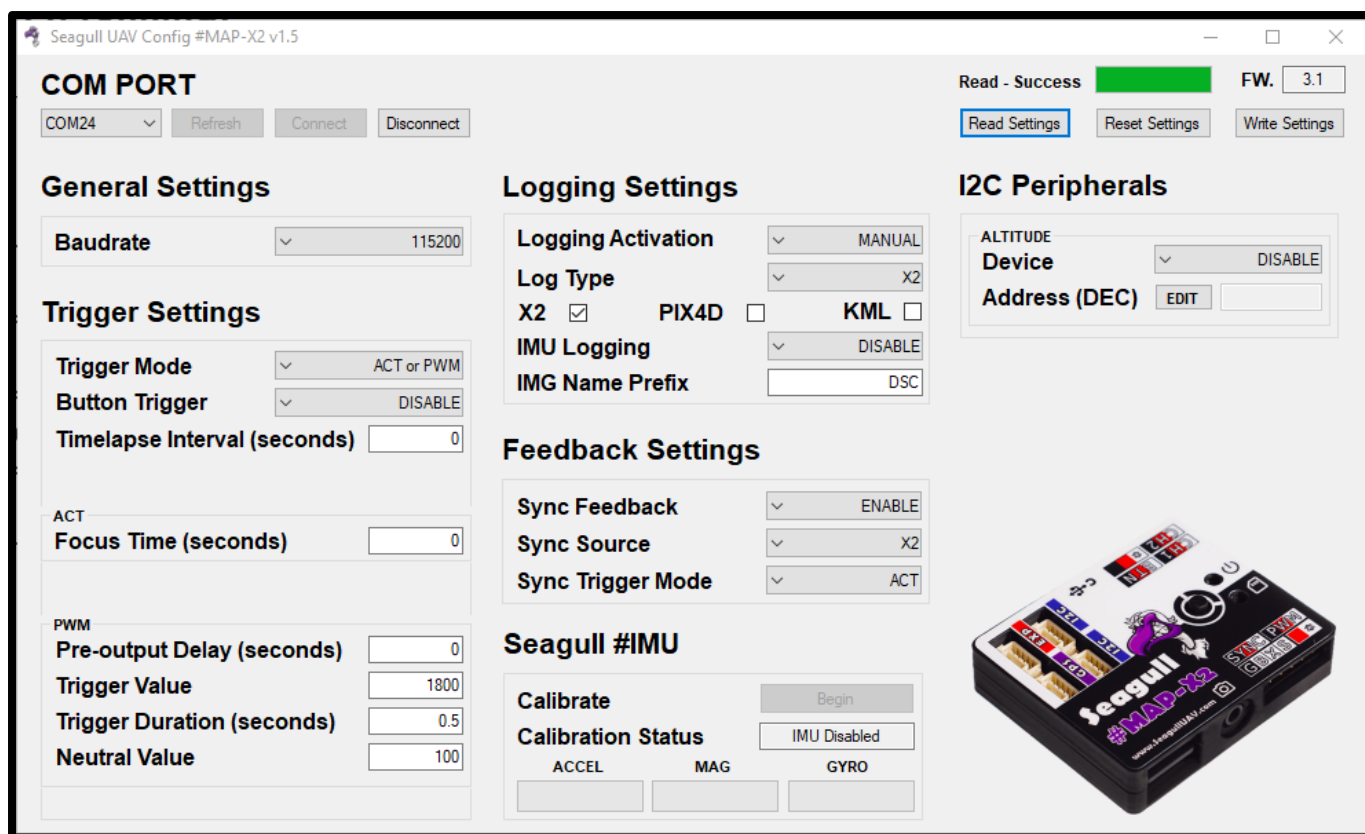 Seagull UAV Config #MAP-X2 v1.5
COM PORT
COM24 Refresh Connect Disconnect
Read - Success FW. 3.1
Read Settings Reset Settings Write Settings
General Settings
Baudrate 115200
Trigger Settings
Trigger Mode ACT or PWM
Button Trigger DISABLE
Timelapse Interval (seconds) 0
ACT
Focus Time (seconds) 0
PWM
Pre-output Delay (seconds) 0
Trigger Value 1800
Trigger Duration (seconds) 0.5
Neutral Value 100
Logging Settings
Logging Activation MANUAL
Log Type X2
X2 PIX4D KML
IMU Logging DISABLE
IMG Name Prefix DSC
Feedback Settings
Sync Feedback ENABLE
Sync Source X2
Sync Trigger Mode ACT
Seagull #IMU
Calibrate Begin
Calibration Status IMU Disabled
ACCEL MAG GYRO
I2C Peripherals
ALTITUDE
Device DISABLE
Address (DEC) EDIT
CH2
CH1
I2C
EXP
GPS
I2C
SYNC PWM
Seagull
#MAP-X2
www.SeagullUAV.com